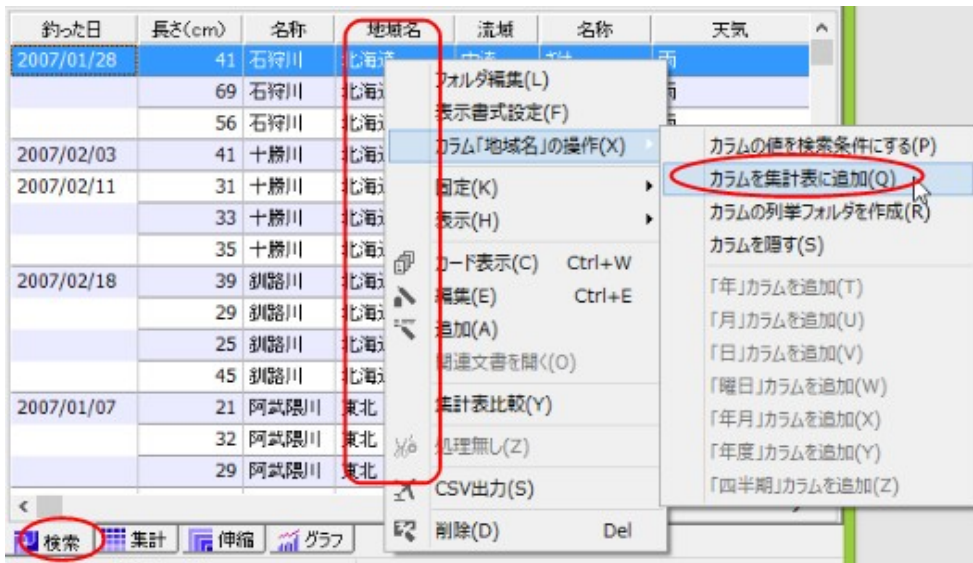 釣った日 長さ(cm) 名称 地域名 流域 名称 天気
2007/01/28 41 石狩川 北海道
69 石狩川 北海道
56 石狩川 北海道
2007/02/03 41 十勝川 北海道
2007/02/11 31 十勝川 北海道
33 十勝川 北海道
35 十勝川 北海道
2007/02/18 39 釧路川 北海道
29 釧路川 北海道
25 釧路川 北海道
45 釧路川 北海道
2007/01/07 21 阿武隈川 東北
32 阿武隈川 東北
29 阿武隈川 東北
検索 集計 伸縮 グラフ
フォルダ編集(L)
表示書式設定(F)
カラム「地域名」の操作(X)
固定(K)
表示(H)
カード表示(C) Ctrl+W
編集(E) Ctrl+E
追加(A)
関連文書を開く(O)
集計表比較(Y)
処理無し(Z)
CSV出力(S)
削除(D) Del
カラムの値を検索条件にする(P)
カラムを集計表に追加(Q)
カラムの列挙フォルダを作成(R)
カラムを隠す(S)
「年」カラムを追加(T)
「月」カラムを追加(U)
「日」カラムを追加(V)
「曜日」カラムを追加(W)
「年月」カラムを追加(X)
「年度」カラムを追加(Y)
「四半期」カラムを追加(Z)